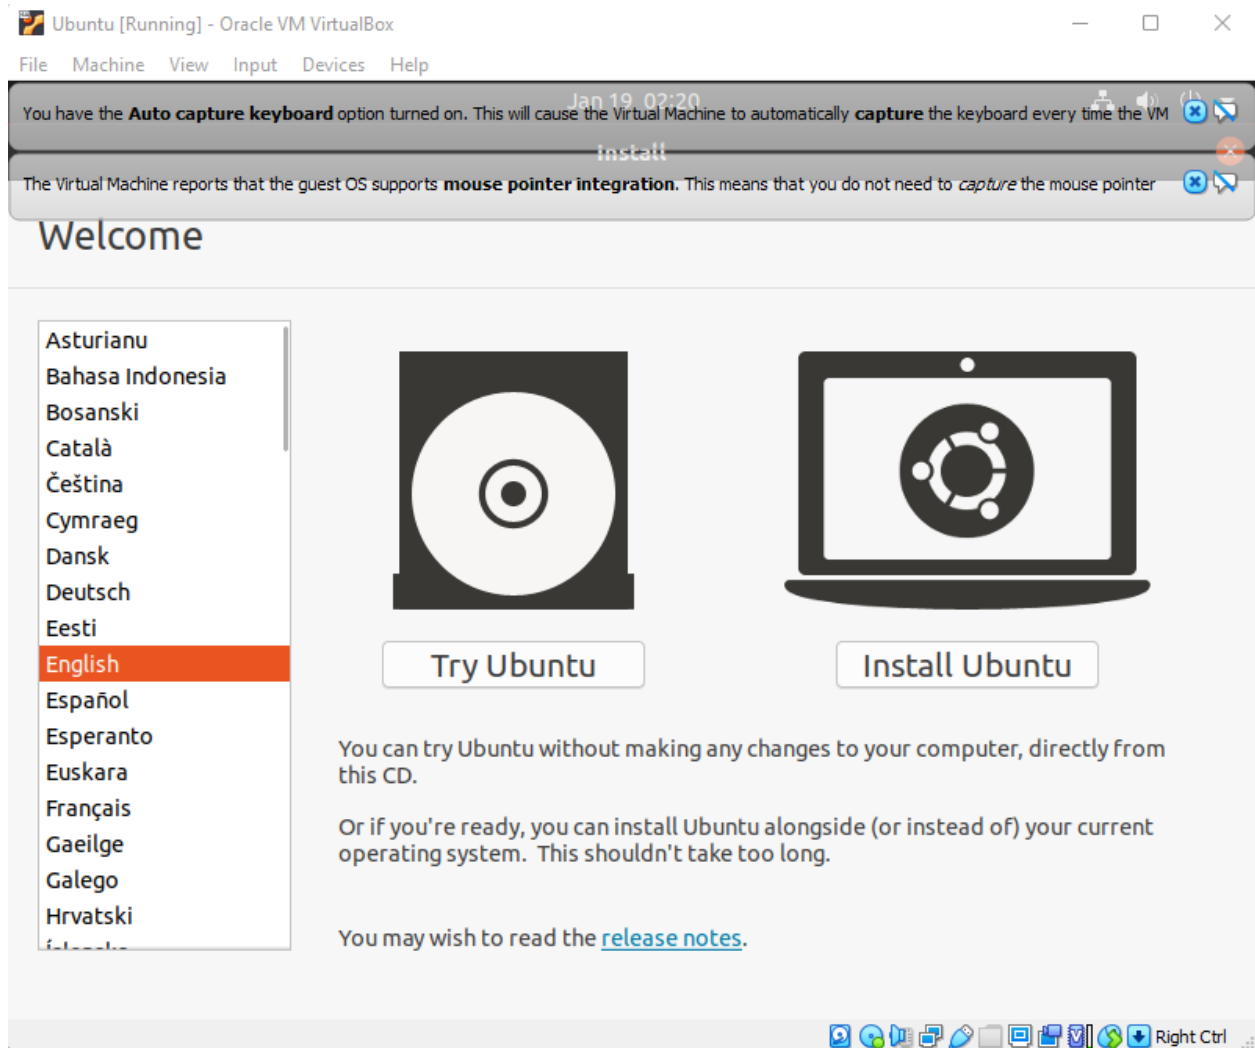 Ubuntu [Running] - Oracle VM VirtualBox
File Machine View Input Devices Help
Jan 19 02:20
You have the Auto capture keyboard option turned on. This will cause the Virtual Machine to automatically capture the keyboard every time the VM
Install
The Virtual Machine reports that the guest OS supports mouse pointer integration. This means that you do not need to capture the mouse pointer
Welcome
Asturianu
Bahasa Indonesia
Bosanski
Català
Čeština
Cymraeg
Dansk
Deutsch
Eesti
English
Español
Esperanto
Euskara
Français
Gaeilge
Galego
Hrvatski
Try Ubuntu
Install Ubuntu
You can try Ubuntu without making any changes to your computer, directly from
this CD.
Or if you're ready, you can install Ubuntu alongside (or instead of) your current
operating system. This shouldn't take too long.
You may wish to read the release notes.
Right Ctrl